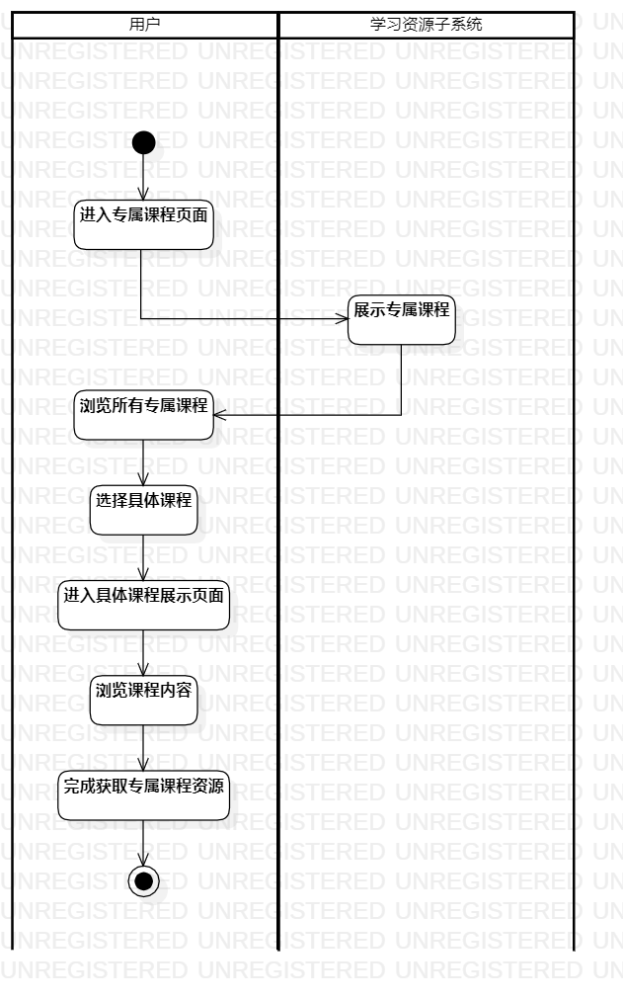 用户
学习资源子系统
进入专属课程页面
展示专属课程
浏览所有专属课程
选择具体课程
进入具体课程展示页面
浏览课程内容
完成获取专属课程资源
UNREGISTERED